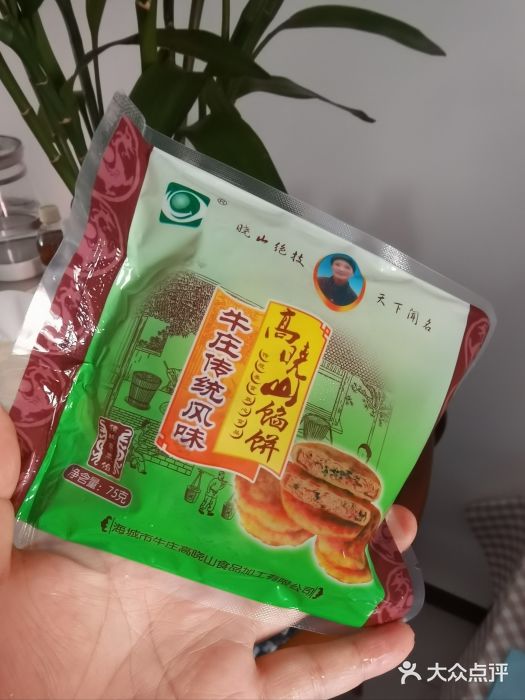 ®
晓山绝技
天下闻名
高晓山馅饼
牛庄传统风味
净含量：75克
海城市牛庄高晓山食品加工有限公司
大众点评